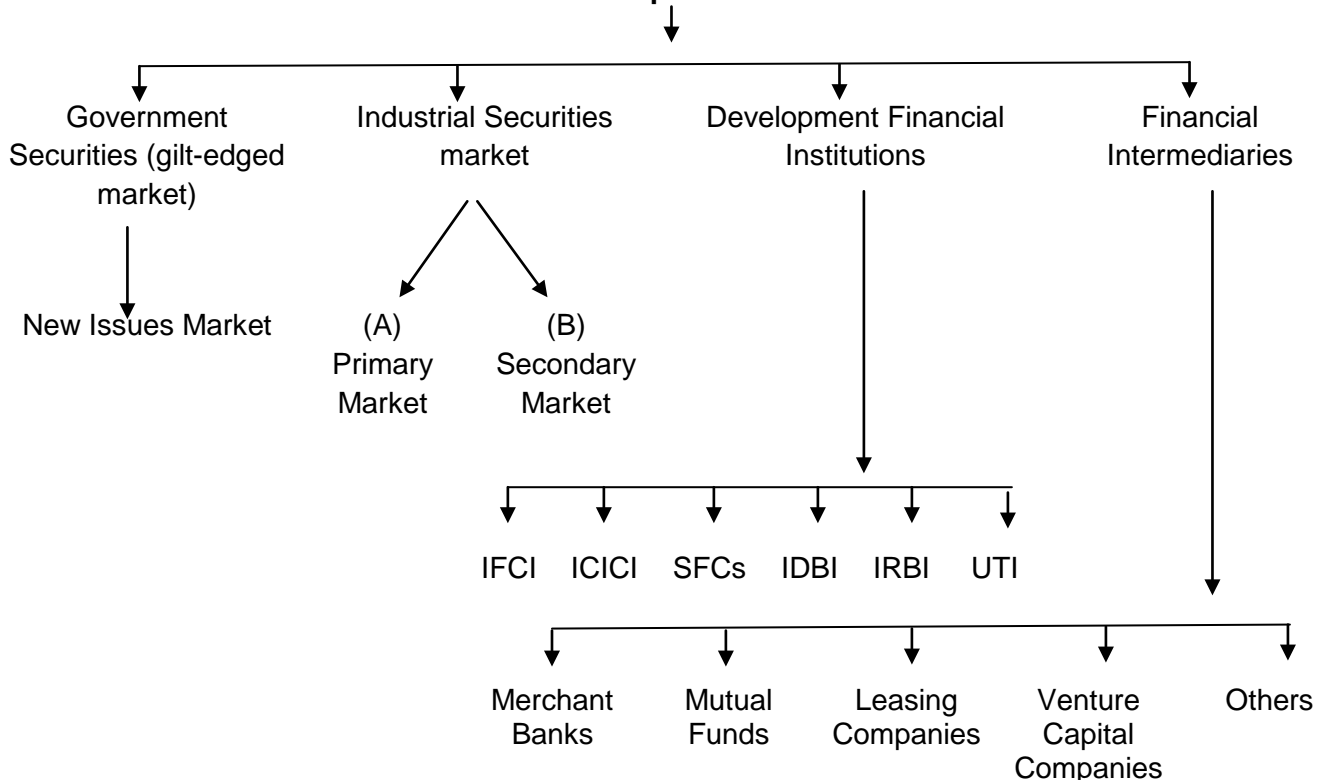 Government
Securities (gilt-edged
market)
Industrial Securities
market
Development Financial
Institutions
Financial
Intermediaries
New Issues Market
(A)
Primary
Market
(B)
Secondary
Market
IFCI ICICI SFCs IDBI IRBI UTI
Merchant
Banks
Mutual
Funds
Leasing
Companies
Venture
Capital
Companies
Others